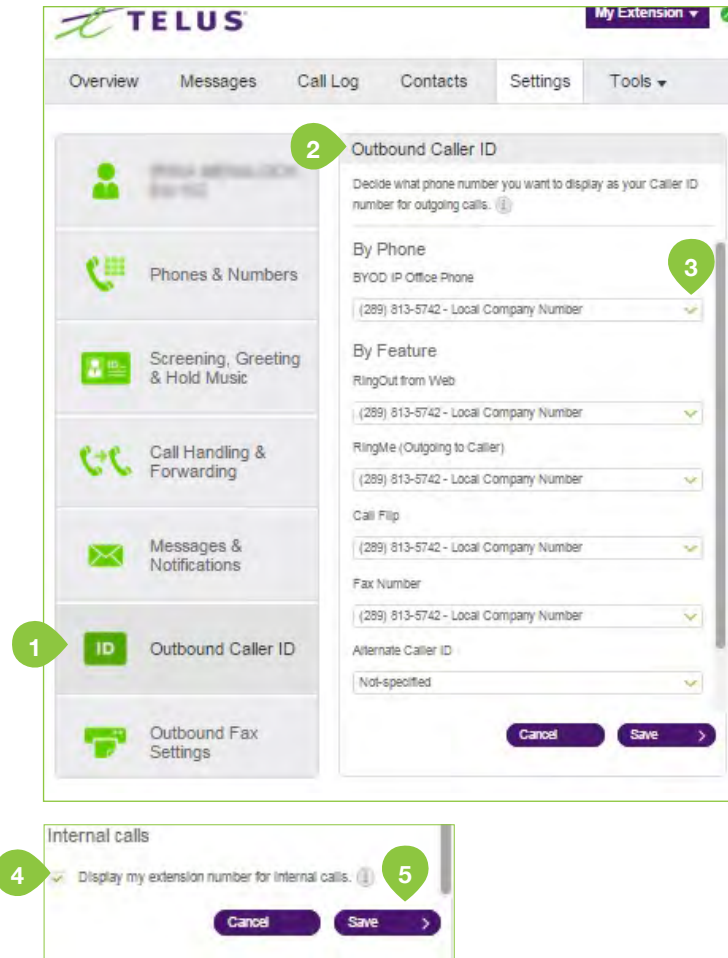 TELUS
My Extension
Overview Messages Call Log Contacts Settings Tools
2
Outbound Caller ID
Decide what phone number you want to display as your Caller ID
number for outgoing calls. i
Phones & Numbers
Screening, Greeting
& Hold Music
Call Handling &
Forwarding
Messages &
Notifications
1
ID
Outbound Caller ID
Outbound Fax
Settings
By Phone
3
BYOD IP Office Phone
(289) 813-5742 - Local Company Number
By Feature
RingOut from Web
(289) 813-5742 - Local Company Number
RingMe (Outgoing to Caller)
(289) 813-5742 - Local Company Number
Call Flip
(289) 813-5742 - Local Company Number
Fax Number
(289) 813-5742 - Local Company Number
Alternate Caller ID
Not-specified
Cancel Save
Internal calls
4
Display my extension number for internal calls. i
5
Cancel Save